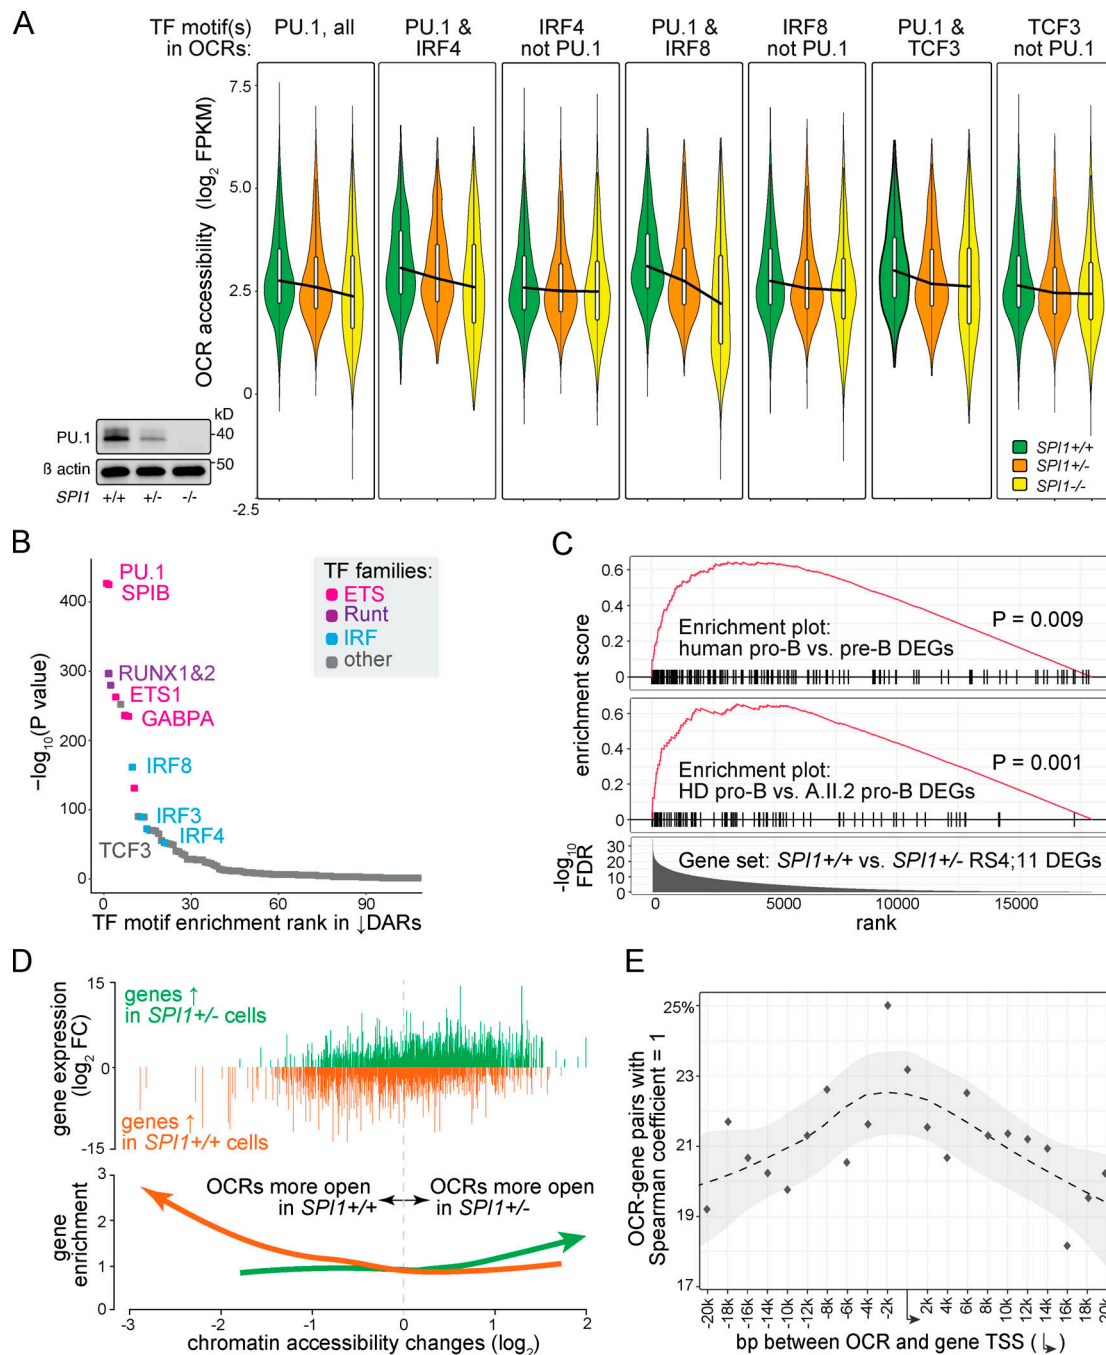 A
TF motif(s)
in OCRs:
PU.1, all
PU.1 &
IRF4
IRF4
not PU.1
PU.1 &
IRF8
IRF8
not PU.1
PU.1 &
TCF3
TCF3
not PU.1
OCR accessibility (log2 FPKM)
7.5
5.0
2.5
0
-2.5
kD
PU.1
40
ß actin
50
SPI1 +/+ +/- -/-
SPI1+/+
SPI1+/-
SPI1-/-
B
−log10(P value)
400
300
200
100
0
PU.1
SPIB
RUNX1&2
ETS1
GABPA
IRF8
IRF3
IRF4
TCF3
TF families:
ETS
Runt
IRF
other
0 30 60 90
TF motif enrichment rank in ↓DARs
C
enrichment score
0.6
0.4
0.2
0
P = 0.009
Enrichment plot:
human pro-B vs. pre-B DEGs
0.6
0.4
0.2
0
P = 0.001
Enrichment plot:
HD pro-B vs. A.II.2 pro-B DEGs
-log10
FDR
30
20
10
0
Gene set: SPI1+/+ vs. SPI1+/- RS4;11 DEGs
0 5000 10000 15000
rank
D
gene expression
(log2 FC)
15
0
-15
genes ↑
in SPI1+/- cells
genes ↑
in SPI1+/+ cells
gene
enrichment
3
2
1
0
OCRs more open
in SPI1+/+
OCRs more open
in SPI1+/-
-3 -2 -1 0 1 2
chromatin accessibility changes (log2)
E
OCR-gene pairs with
Spearman coefficient = 1
25%
23
21
19
17
-20k -18k -16k -14k -12k -10k -8k -6k -4k -2k 2k 4k 6k 8k 10k 12k 14k 16k 18k 20k
bp between OCR and gene TSS ( )